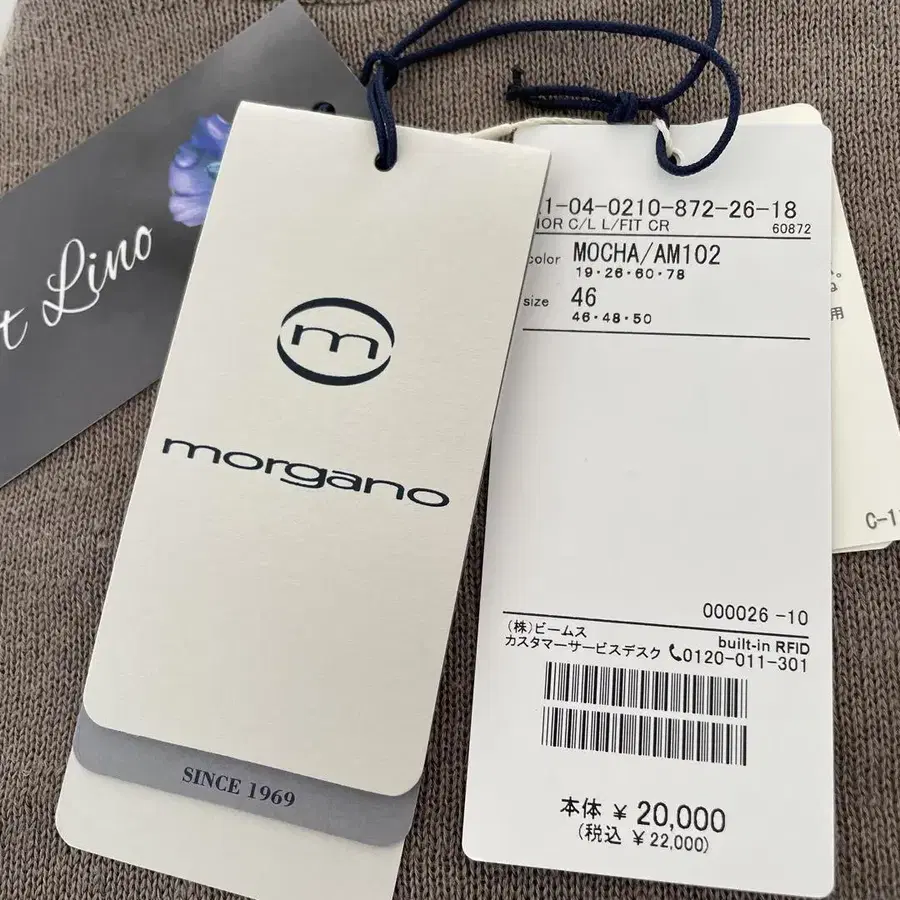 t Lino
m
morgano
SINCE 1969
1-04-0210-872-26-18
IOR C/L L/FIT CR 60872
color MOCHA/AM102
19・26・60・78
size 46
46・48・50
000026 -10
(株)ビームス built-in RFID
カスタマーサービスデスク 0120-011-301
本体 ¥ 20,000
(税込 ¥ 22,000)
用
C-1